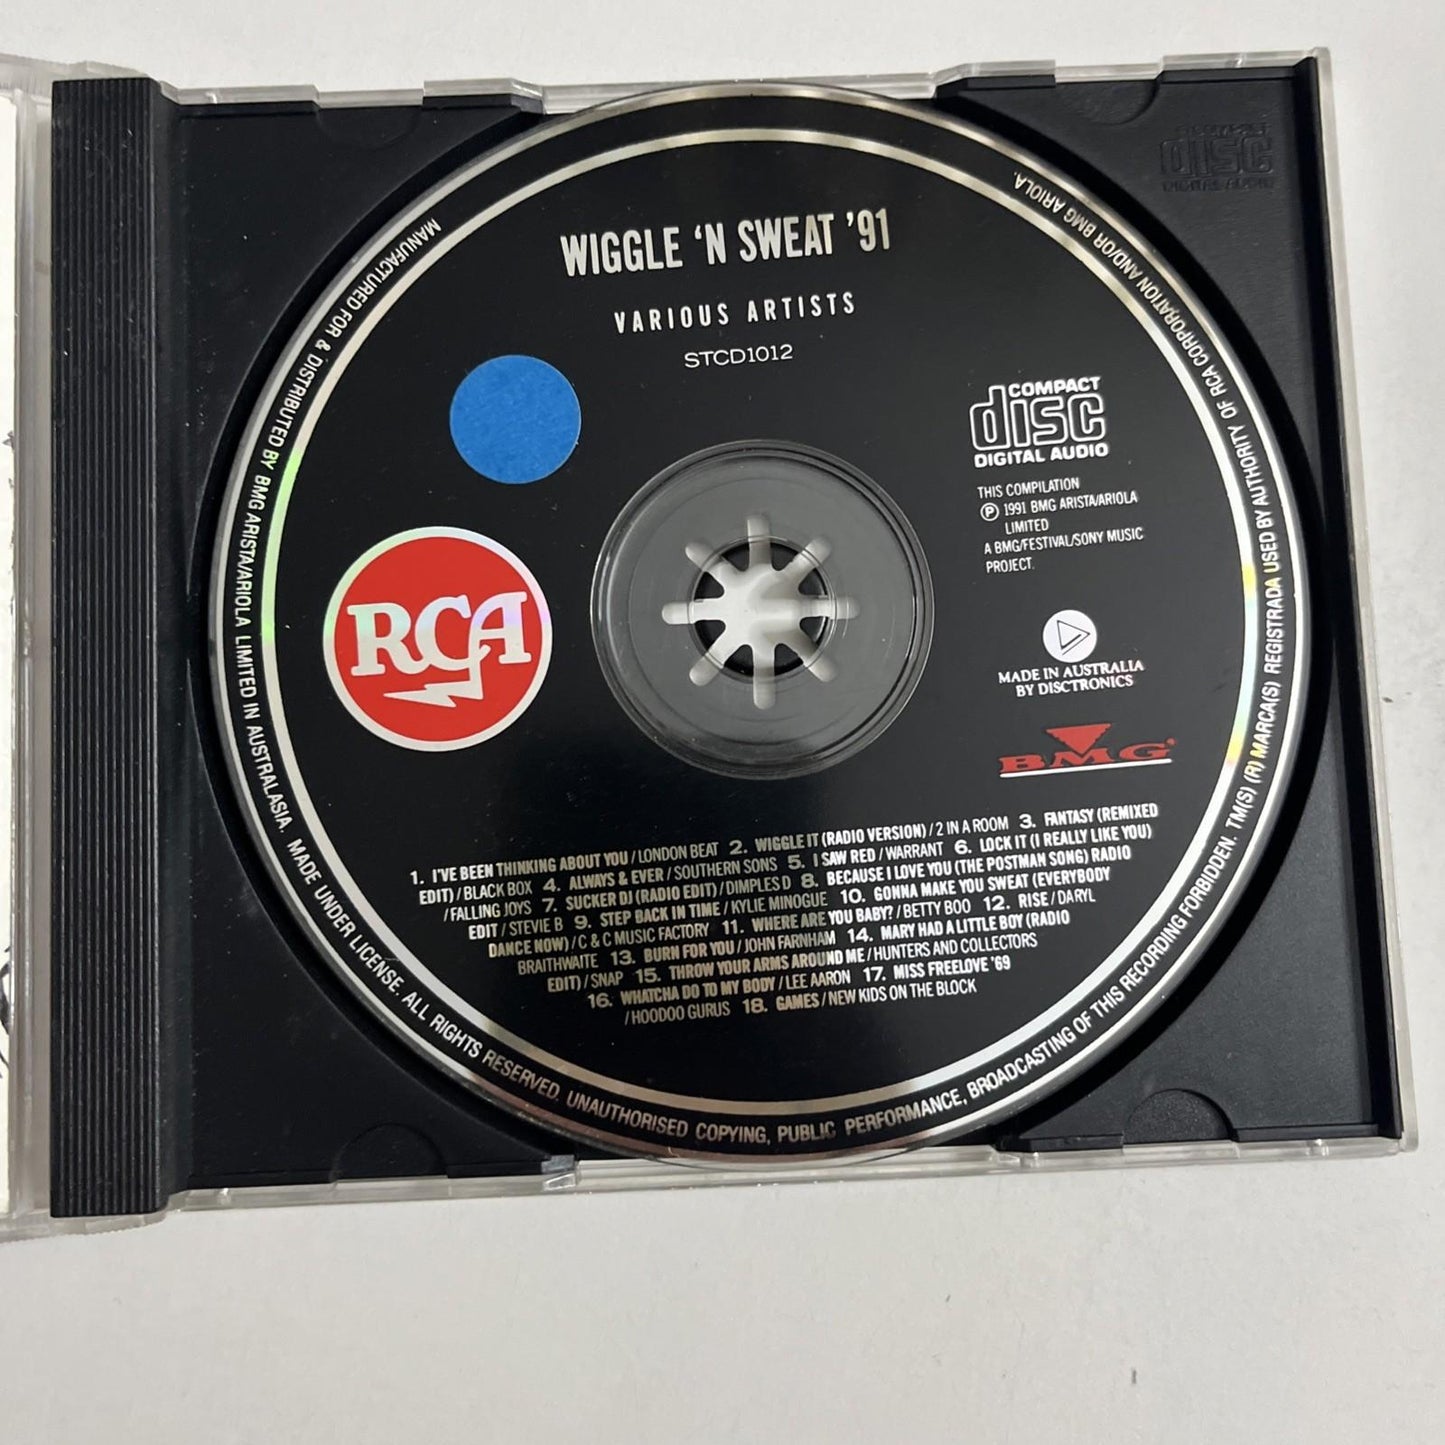 WIGGLE 'N SWEAT '91
VARIOUS ARTISTS
STCD1012
COMPACT
disc
DIGITAL AUDIO
THIS COMPILATION
Ⓟ 1991 BMG ARISTA/ARIOLA
LIMITED
A BMG/FESTIVAL/SONY MUSIC
PROJECT.
RCA
MADE IN AUSTRALIA
BY DISCTRONICS
BMG
1. I'VE BEEN THINKING ABOUT YOU / LONDON BEAT 2. WIGGLE IT (RADIO VERSION) / 2 IN A ROOM 3. FANTASY (REMIXED
EDIT) / BLACK BOX 4. ALWAYS & EVER / SOUTHERN SONS 5. I SAW RED / WARRANT 6. LOCK IT (I REALLY LIKE YOU)
/ FALLING JOYS 7. SUCKER DJ (RADIO EDIT) / DIMPLES D 8. BECAUSE I LOVE YOU (THE POSTMAN SONG) RADIO
EDIT / STEVIE B 9. STEP BACK IN TIME / KYLIE MINOGUE 10. GONNA MAKE YOU SWEAT (EVERYBODY
DANCE NOW) / C & C MUSIC FACTORY 11. WHERE ARE YOU BABY? / BETTY BOO 12. RISE / DARYL
BRAITHWAITE 13. BURN FOR YOU / JOHN FARNHAM 14. MARY HAD A LITTLE BOY (RADIO
EDIT) / SNAP 15. THROW YOUR ARMS AROUND ME / HUNTERS AND COLLECTORS
16. WHATCHA DO TO MY BODY / LEE AARON 17. MISS FREELOVE '69
/ HOODOO GURUS 18. GAMES / NEW KIDS ON THE BLOCK
MANUFACTURED FOR & DISTRIBUTED BY BMG ARISTA/ARIOLA LIMITED IN AUSTRALASIA. MADE UNDER LICENSE. ALL RIGHTS RESERVED. UNAUTHORISED COPYING, PUBLIC PERFORMANCE, BROADCASTING OF THIS RECORDING FORBIDDEN. TM(S) (R) MARCA(S) REGISTRADA USED BY AUTHORITY OF RCA CORPORATION AND/OR BMG ARIOLA.
COMPACT
disc
DIGITAL AUDIO